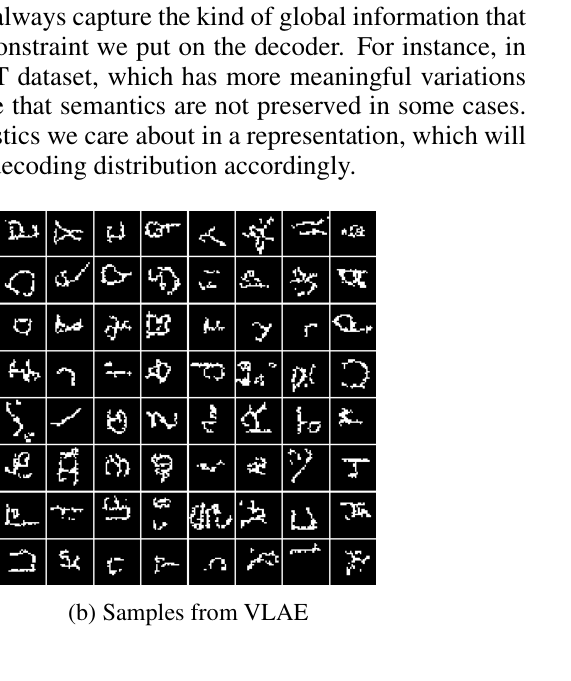 always capture the kind of global information that
onstraint we put on the decoder. For instance, in
T dataset, which has more meaningful variations
e that semantics are not preserved in some cases.
stics we care about in a representation, which will
ecoding distribution accordingly.
(b) Samples from VLAE